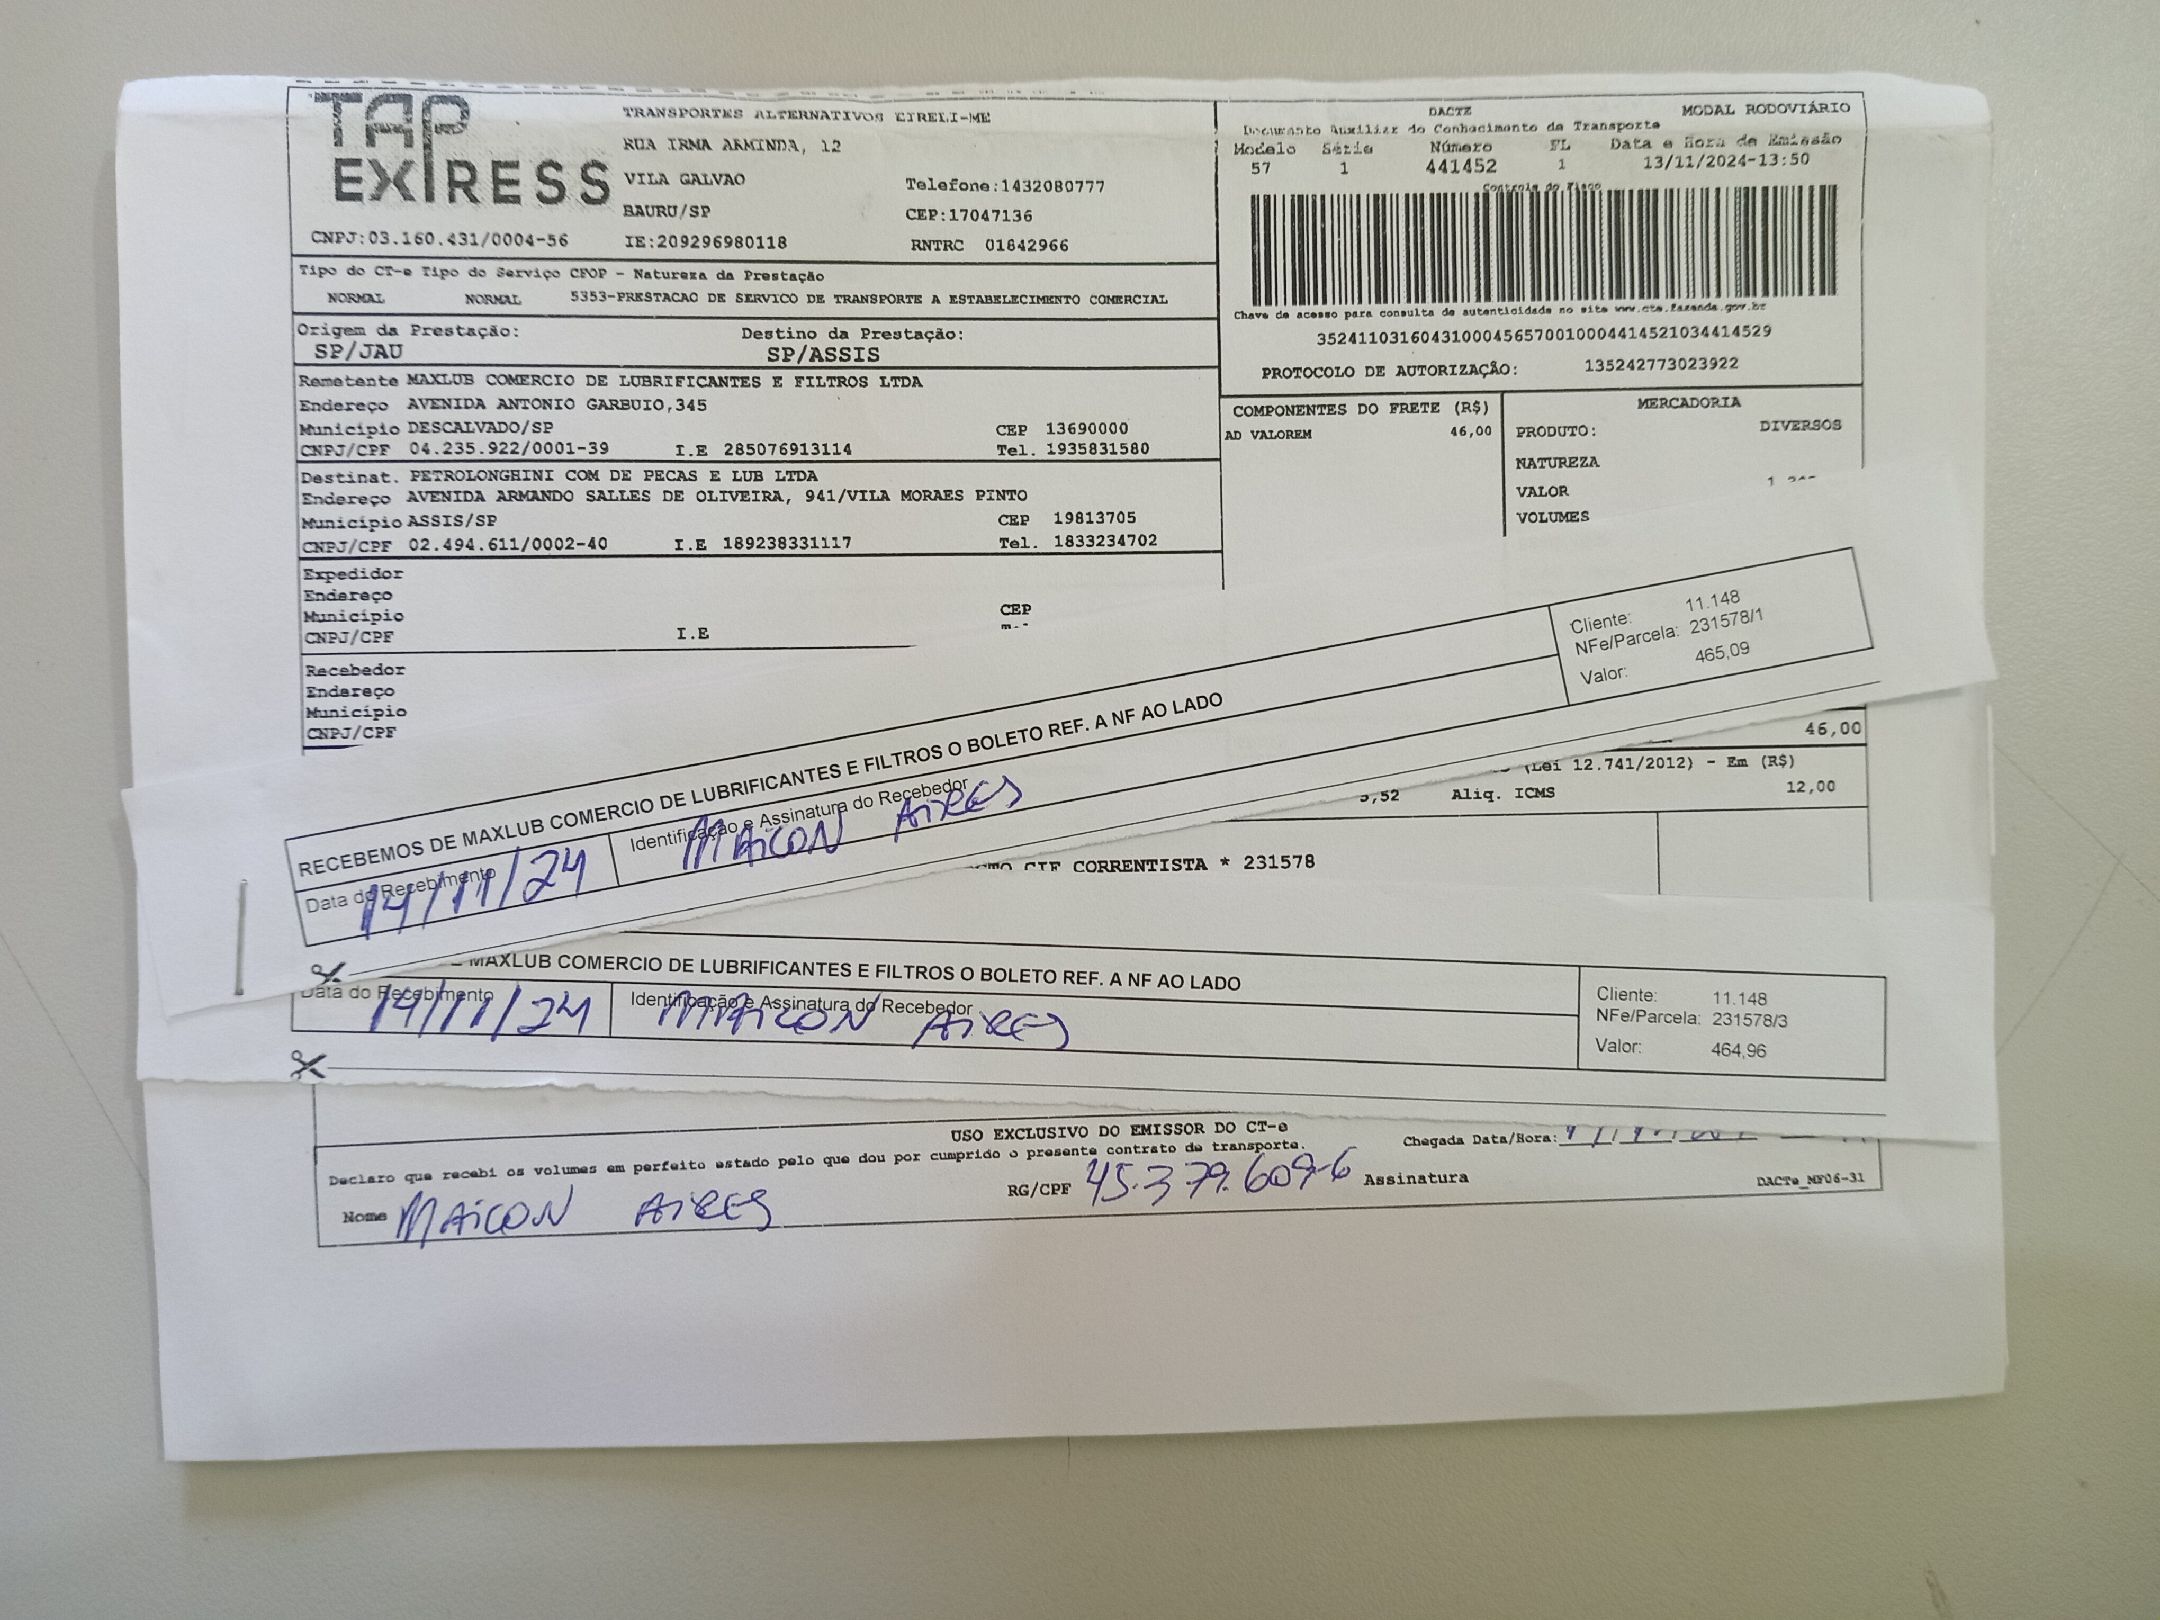 TAP
EXPRESS
TRANSPORTES ALTERNATIVOS EIRELI-ME
RUA IRMA ARMINDA, 12
VILA GALVAO
Telefone:1432080777
BAURU/SP
CEP:17047136
CNPJ:03.160.431/0004-56
IE:209296980118
RNTRC 01842966
DACTE
MODAL RODOVIÁRIO
Documento Auxiliar do Conhecimento de Transporte
Modelo Série Número FL Data e Hora de Emissão
57 1 441452 1 13/11/2024-13:50
Controle do Fisco
Chave de acesso para consulta de autenticidade no site www.cte.fazenda.gov.br
35241103160431000456570010004414521034414529
PROTOCOLO DE AUTORIZAÇÃO: 135242773023922
Tipo do CT-e Tipo do Serviço CFOP - Natureza da Prestação
NORMAL NORMAL 5353-PRESTACAO DE SERVICO DE TRANSPORTE A ESTABELECIMENTO COMERCIAL
Origem da Prestação: Destino da Prestação:
SP/JAU SP/ASSIS
Remetente MAXLUB COMERCIO DE LUBRIFICANTES E FILTROS LTDA
Endereço AVENIDA ANTONIO GARBUIO,345
Município DESCALVADO/SP CEP 13690000
CNPJ/CPF 04.235.922/0001-39 I.E 285076913114 Tel. 1935831580
Destinat. PETROLONGHINI COM DE PECAS E LUB LTDA
Endereço AVENIDA ARMANDO SALLES DE OLIVEIRA, 941/VILA MORAES PINTO
Município ASSIS/SP CEP 19813705
CNPJ/CPF 02.494.611/0002-40 I.E 189238331117 Tel. 1833234702
Expedidor
Endereço
Município CEP
CNPJ/CPF I.E
Recebedor
Endereço
Município
CNPJ/CPF
COMPONENTES DO FRETE (R$)
AD VALOREM 46,00
MERCADORIA
PRODUTO: DIVERSOS
NATUREZA
VALOR
VOLUMES
RECEBEMOS DE MAXLUB COMERCIO DE LUBRIFICANTES E FILTROS O BOLETO REF. A NF AO LADO
Data do Recebimento Identificação e Assinatura do Recebedor
14/11/24 MAICON AIRES
Cliente: 11.148
NFe/Parcela: 231578/1
Valor: 465,09
46,00
(Lei 12.741/2012) - Em (R$)
,52 Aliq. ICMS 12,00
CIF CORRENTISTA * 231578
MAXLUB COMERCIO DE LUBRIFICANTES E FILTROS O BOLETO REF. A NF AO LADO
Data do Recebimento Identificação e Assinatura do Recebedor
14/11/24 MAICON AIRES
Cliente: 11.148
NFe/Parcela: 231578/3
Valor: 464,96
USO EXCLUSIVO DO EMISSOR DO CT-e
Declaro que recebi os volumes em perfeito estado pelo que dou por cumprido o presente contrato de transporte.
Chegada Data/Hora:
Nome MAICON AIRES RG/CPF 45.379.609-6 Assinatura
DACTe_NF06-31